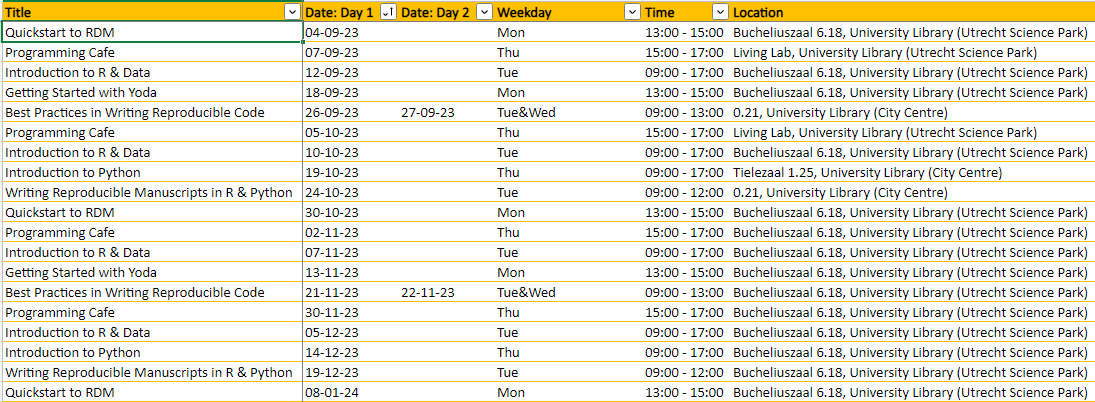 Title Date: Day 1 Date: Day 2 Weekday Time Location
Quickstart to RDM 04-09-23 Mon 13:00 - 15:00 Bucheliuszaal 6.18, University Library (Utrecht Science Park)
Programming Cafe 07-09-23 Thu 15:00 - 17:00 Living Lab, University Library (Utrecht Science Park)
Introduction to R & Data 12-09-23 Tue 09:00 - 17:00 Bucheliuszaal 6.18, University Library (Utrecht Science Park)
Getting Started with Yoda 18-09-23 Mon 13:00 - 15:00 Bucheliuszaal 6.18, University Library (Utrecht Science Park)
Best Practices in Writing Reproducible Code 26-09-23 27-09-23 Tue&Wed 09:00 - 13:00 0.21, University Library (City Centre)
Programming Cafe 05-10-23 Thu 15:00 - 17:00 Living Lab, University Library (Utrecht Science Park)
Introduction to R & Data 10-10-23 Tue 09:00 - 17:00 Bucheliuszaal 6.18, University Library (Utrecht Science Park)
Introduction to Python 19-10-23 Thu 09:00 - 17:00 Tielezaal 1.25, University Library (City Centre)
Writing Reproducible Manuscripts in R & Python 24-10-23 Tue 09:00 - 12:00 0.21, University Library (City Centre)
Quickstart to RDM 30-10-23 Mon 13:00 - 15:00 Bucheliuszaal 6.18, University Library (Utrecht Science Park)
Programming Cafe 02-11-23 Thu 15:00 - 17:00 Bucheliuszaal 6.18, University Library (Utrecht Science Park)
Introduction to R & Data 07-11-23 Tue 09:00 - 17:00 Bucheliuszaal 6.18, University Library (Utrecht Science Park)
Getting Started with Yoda 13-11-23 Mon 13:00 - 15:00 Bucheliuszaal 6.18, University Library (Utrecht Science Park)
Best Practices in Writing Reproducible Code 21-11-23 22-11-23 Tue&Wed 09:00 - 13:00 Bucheliuszaal 6.18, University Library (Utrecht Science Park)
Programming Cafe 30-11-23 Thu 15:00 - 17:00 Bucheliuszaal 6.18, University Library (Utrecht Science Park)
Introduction to R & Data 05-12-23 Tue 09:00 - 17:00 Bucheliuszaal 6.18, University Library (Utrecht Science Park)
Introduction to Python 14-12-23 Thu 09:00 - 17:00 Bucheliuszaal 6.18, University Library (Utrecht Science Park)
Writing Reproducible Manuscripts in R & Python 19-12-23 Tue 09:00 - 12:00 Bucheliuszaal 6.18, University Library (Utrecht Science Park)
Quickstart to RDM 08-01-24 Mon 13:00 - 15:00 Bucheliuszaal 6.18, University Library (Utrecht Science Park)